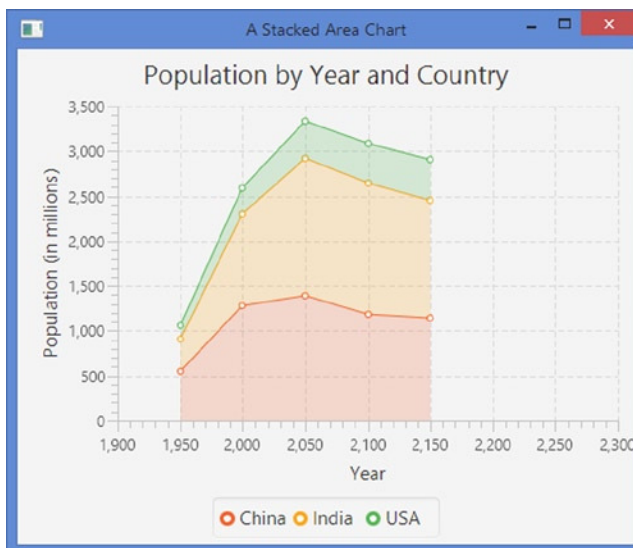 A Stacked Area Chart
Population by Year and Country
3,500
3,000
2,500
2,000
1,500
1,000
500
0
Population (in millions)
1,900 1,950 2,000 2,050 2,100 2,150 2,200 2,250 2,300
Year
China India USA